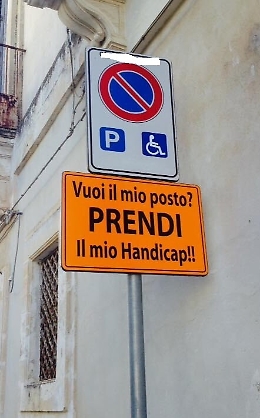 P
Vuoi il mio posto?
PRENDI
Il mio Handicap!!